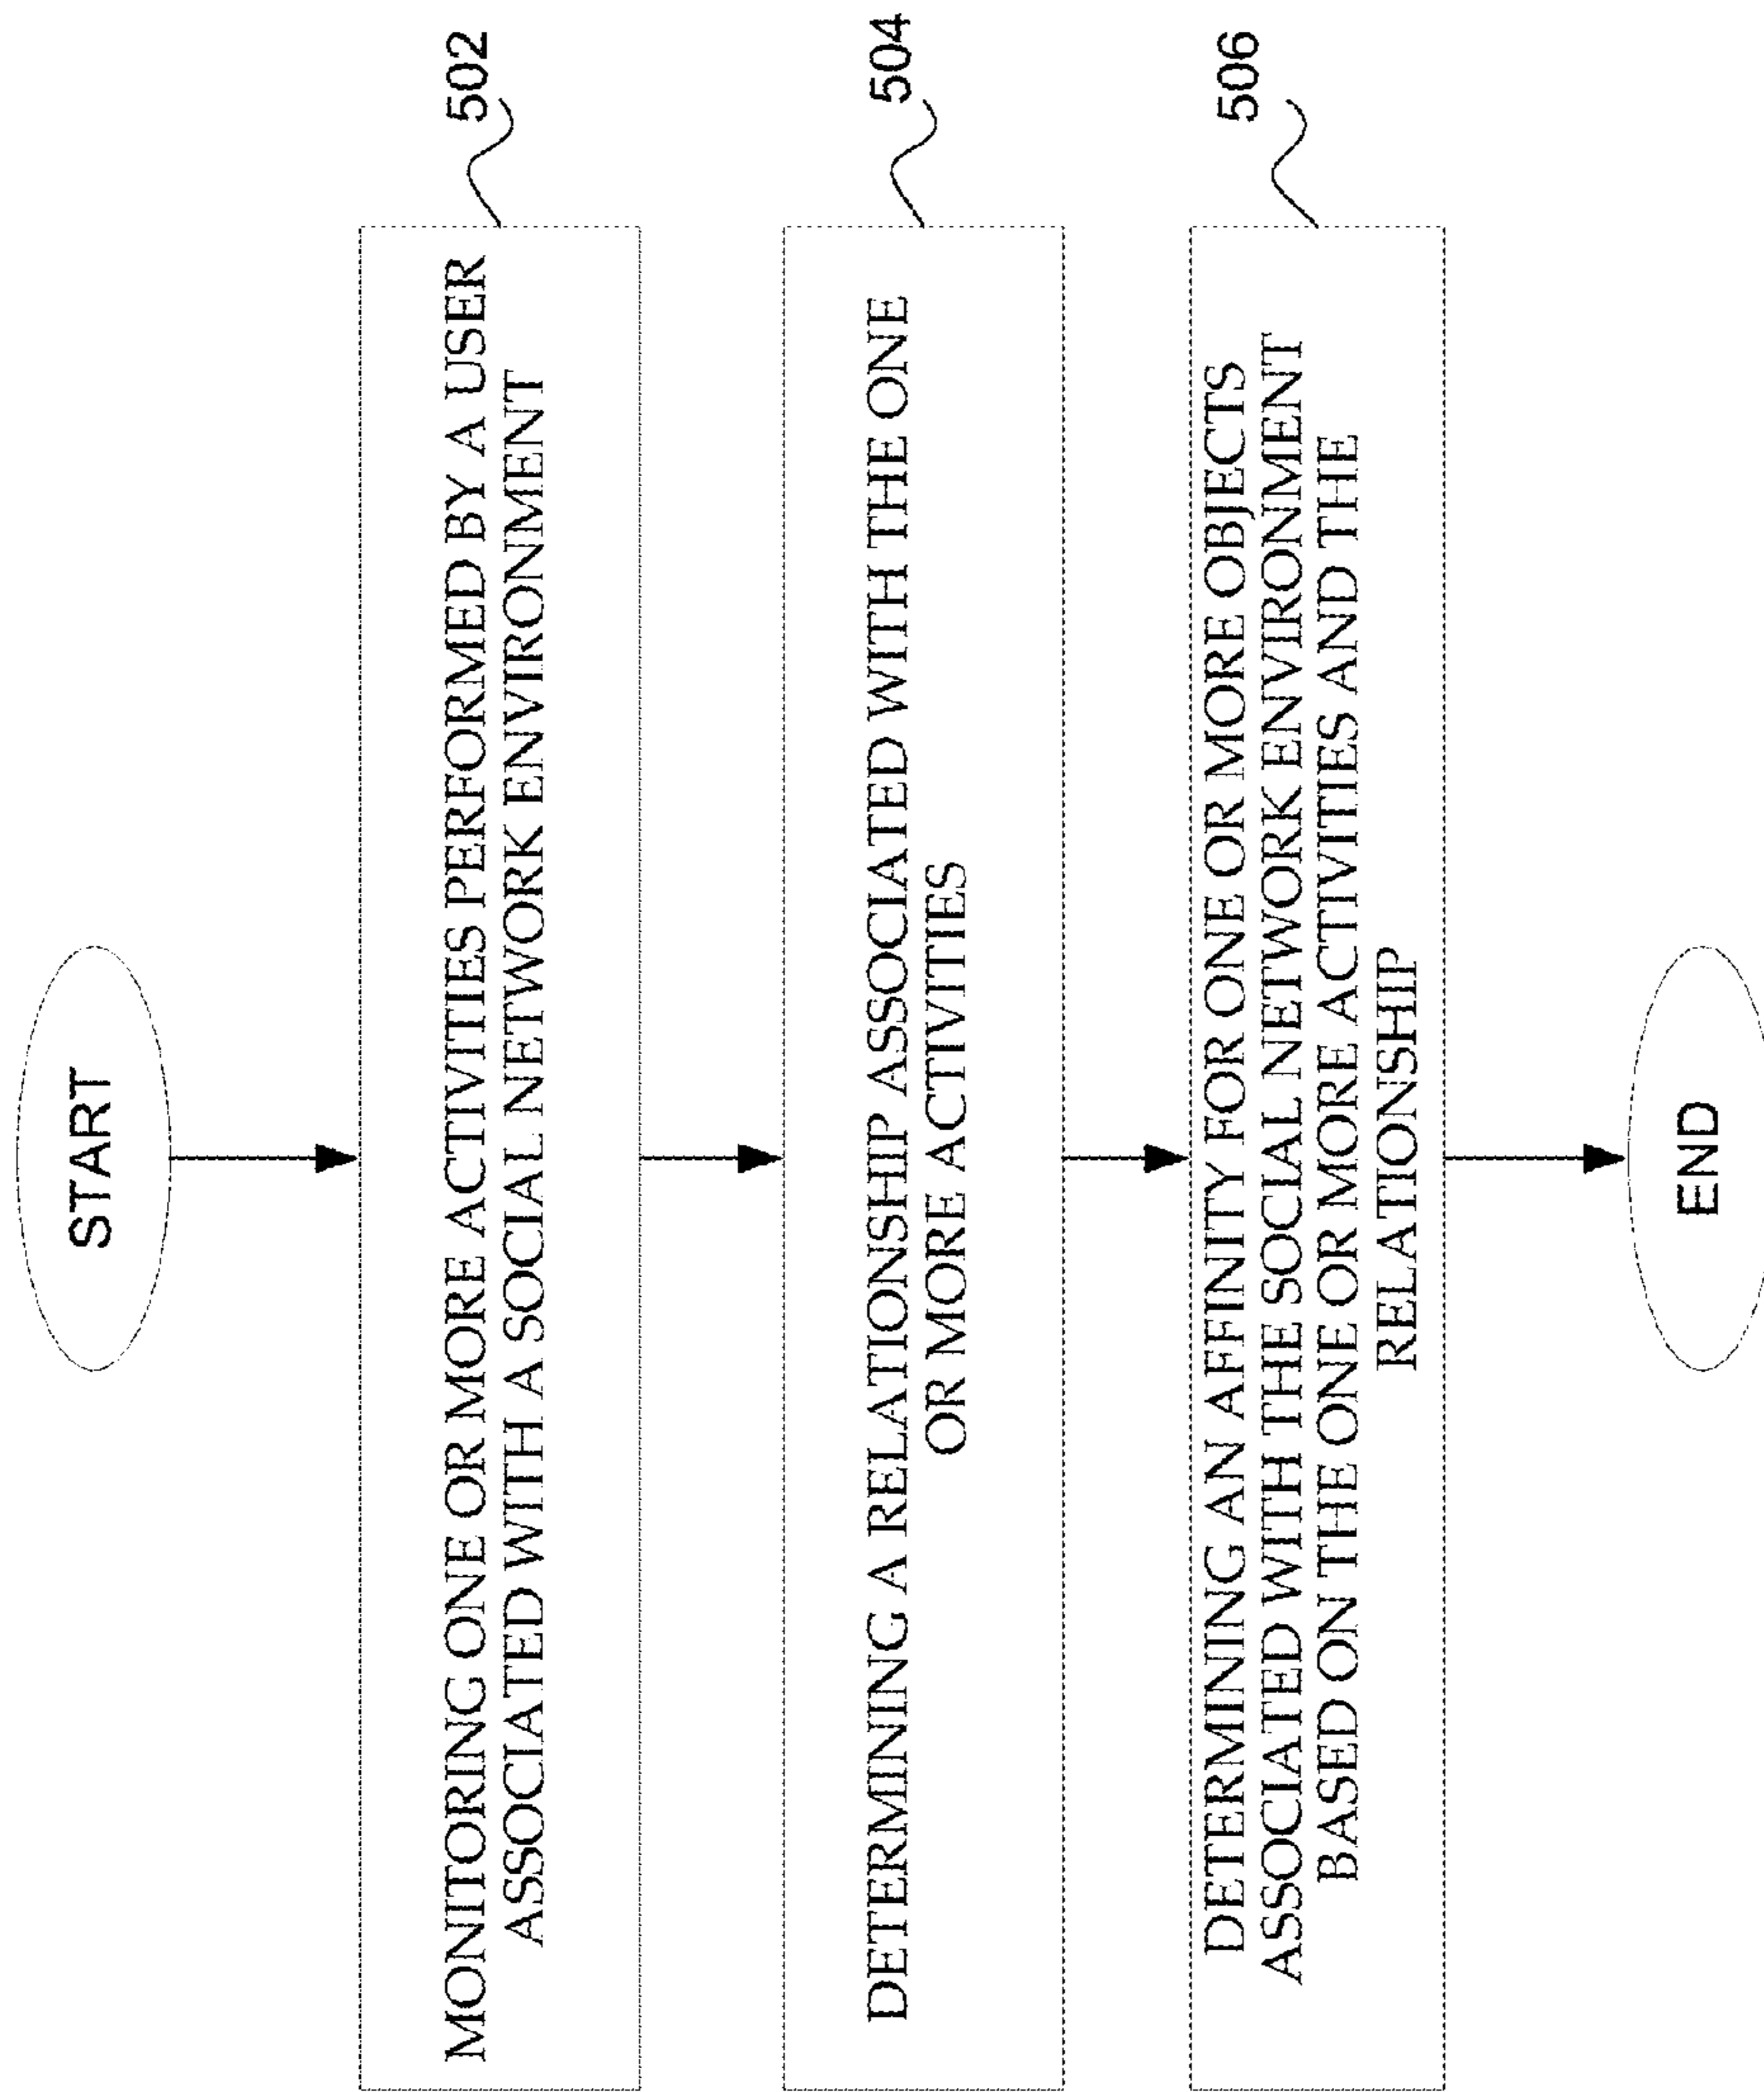 START
MONITORING ONE OR MORE ACTIVITIES PERFORMED BY A USER
ASSOCIATED WITH A SOCIAL NETWORK ENVIRONMENT
502
DETERMINING A RELATIONSHIP ASSOCIATED WITH THE ONE
OR MORE ACTIVITIES
504
DETERMINING AN AFFINITY FOR ONE OR MORE OBJECTS
ASSOCIATED WITH THE SOCIAL NETWORK ENVIRONMENT
BASED ON THE ONE OR MORE ACTIVITIES AND THE
RELATIONSHIP
506
END